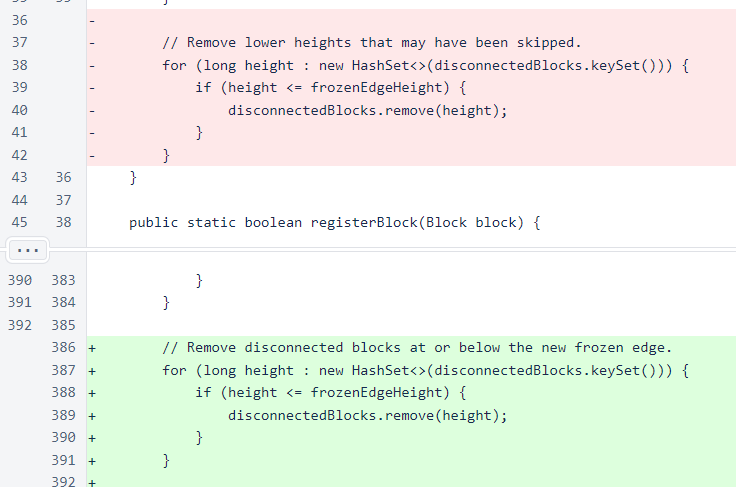 35 35 }
36 -
37 - // Remove lower heights that may have been skipped.
38 - for (long height : new HashSet<>(disconnectedBlocks.keySet())) {
39 - if (height <= frozenEdgeHeight) {
40 - disconnectedBlocks.remove(height);
41 - }
42 - }
43 36 }
44 37
45 38 public static boolean registerBlock(Block block) {
...
390 383 }
391 384 }
392 385
386 + // Remove disconnected blocks at or below the new frozen edge.
387 + for (long height : new HashSet<>(disconnectedBlocks.keySet())) {
388 + if (height <= frozenEdgeHeight) {
389 + disconnectedBlocks.remove(height);
390 + }
391 + }
392 +